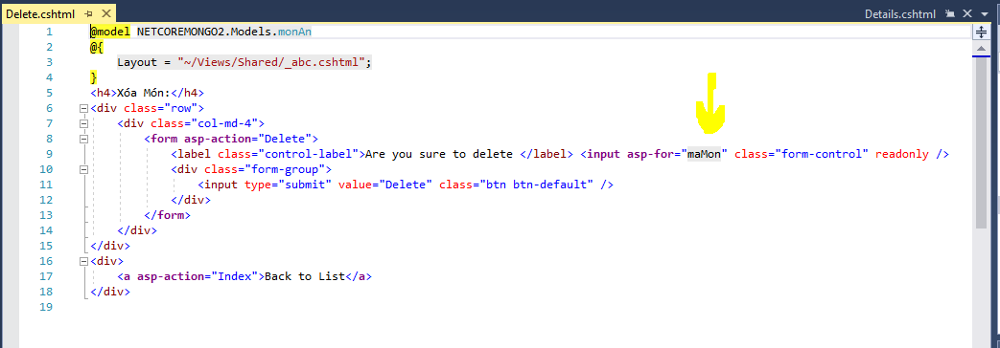 Delete.cshtml
Details.cshtml
1 @model NETCOREMONGO2.Models.monAn
2 @{
3 Layout = "~/Views/Shared/_abc.cshtml";
4 }
5 <h4>Xóa Món:</h4>
6 <div class="row">
7 <div class="col-md-4">
8 <form asp-action="Delete">
9 <label class="control-label">Are you sure to delete </label> <input asp-for="maMon" class="form-control" readonly />
10 <div class="form-group">
11 <input type="submit" value="Delete" class="btn btn-default" />
12 </div>
13 </form>
14 </div>
15 </div>
16 <div>
17 <a asp-action="Index">Back to List</a>
18 </div>
19